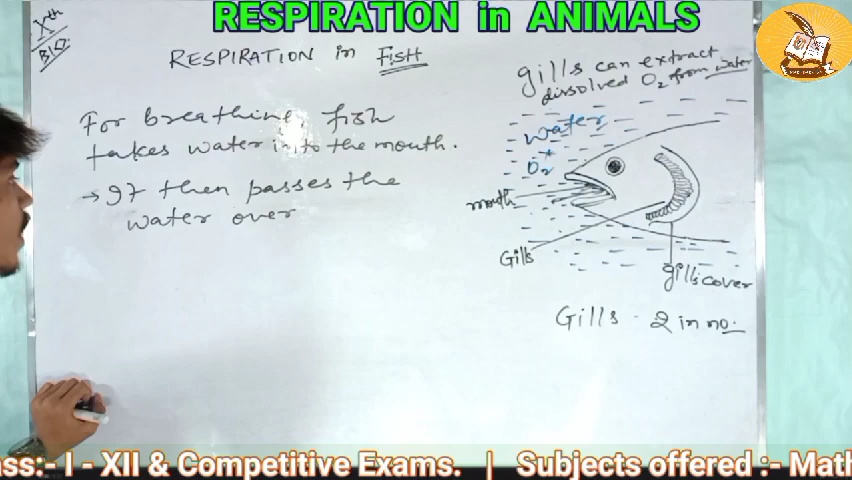 RESPIRATION in ANIMALS
Xth
BIO
RESPIRATION in FISH
gills can extract
dissolved O2 from water
For breathing, fish
takes water into the mouth.
→ It then passes the
water over
water
+
O2
mouth
Gills
gills cover
Gills - 2 in no.
ass:- I - XII & Competitive Exams. | Subjects offered :- Math